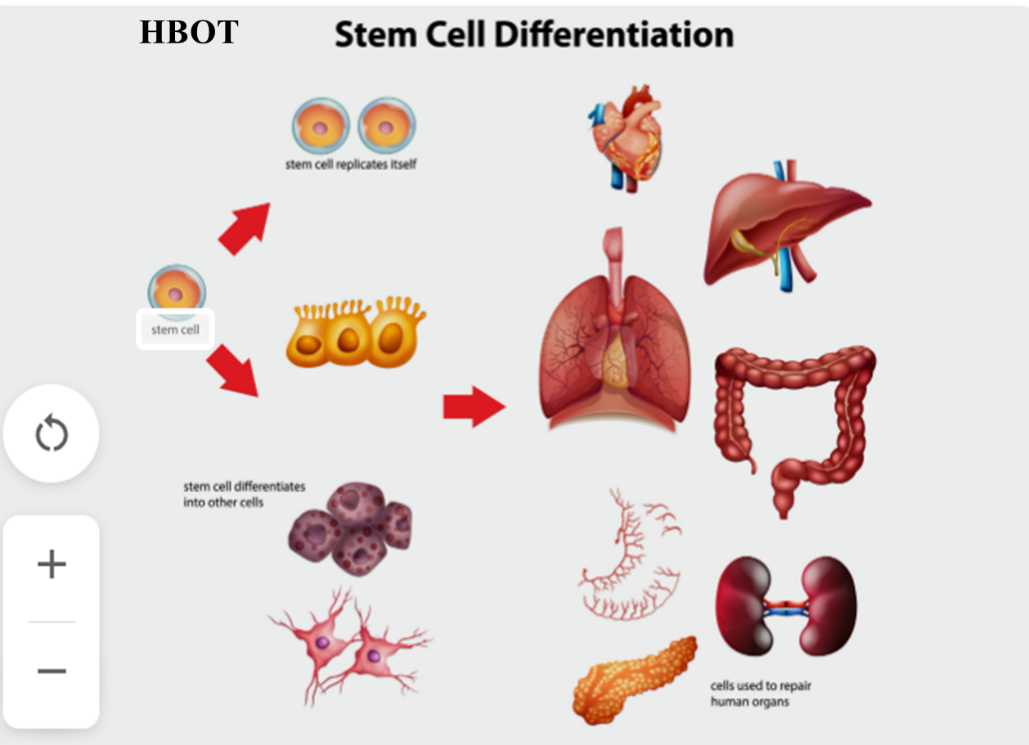 HBOT
Stem Cell Differentiation
stem cell replicates itself
stem cell
stem cell differentiates
into other cells
cells used to repair
human organs